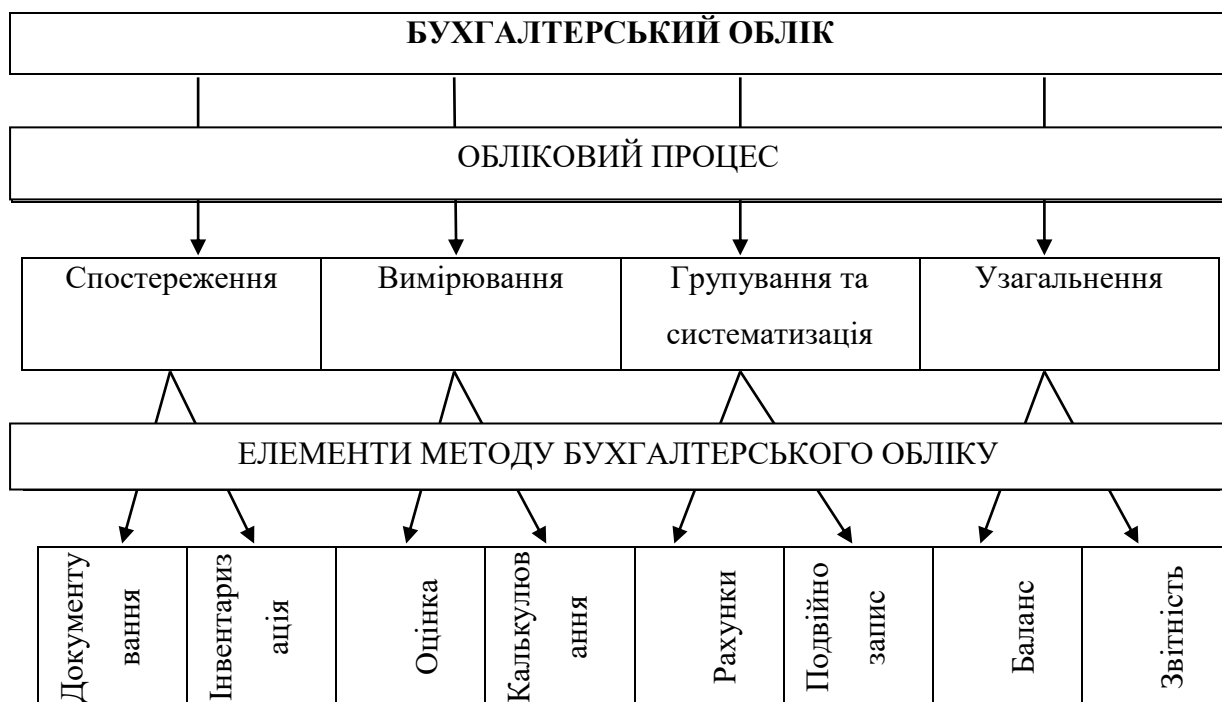 БУХГАЛТЕРСЬКИЙ ОБЛІК
ОБЛІКОВИЙ ПРОЦЕС
Спостереження
Вимірювання
Групування та
систематизація
Узагальнення
ЕЛЕМЕНТИ МЕТОДУ БУХГАЛТЕРСЬКОГО ОБЛІКУ
Документу
вання
Інвентариз
ація
Оцінка
Калькулюв
ання
Рахунки
Подвійно
запис
Баланс
Звітність